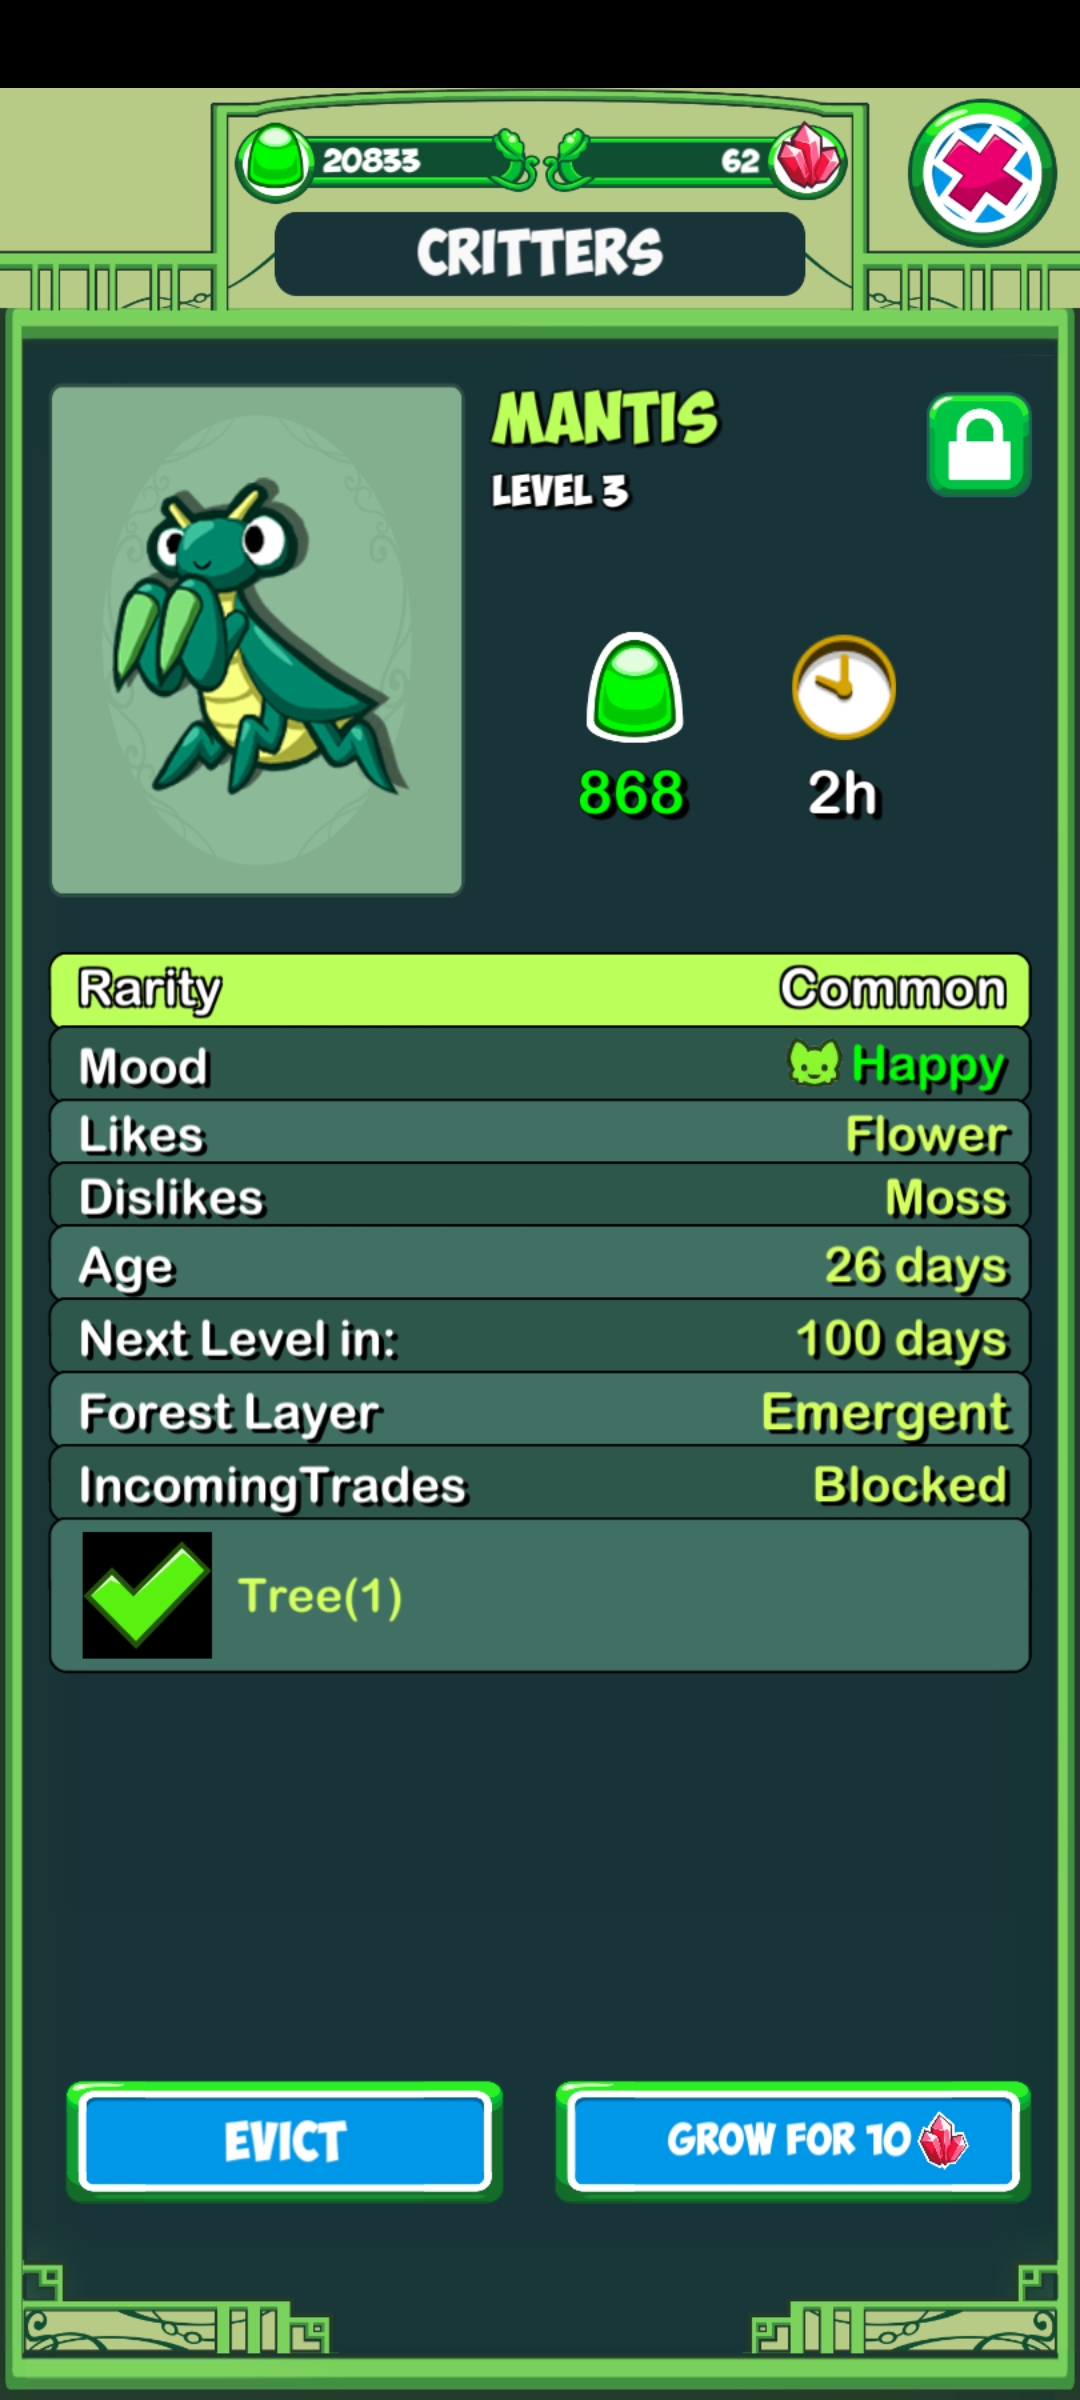 20833
62
CRITTERS
MANTIS
LEVEL 3
868
2h
Rarity Common
Mood Happy
Likes Flower
Dislikes Moss
Age 26 days
Next Level in: 100 days
Forest Layer Emergent
IncomingTrades Blocked
Tree(1)
EVICT
GROW FOR 10